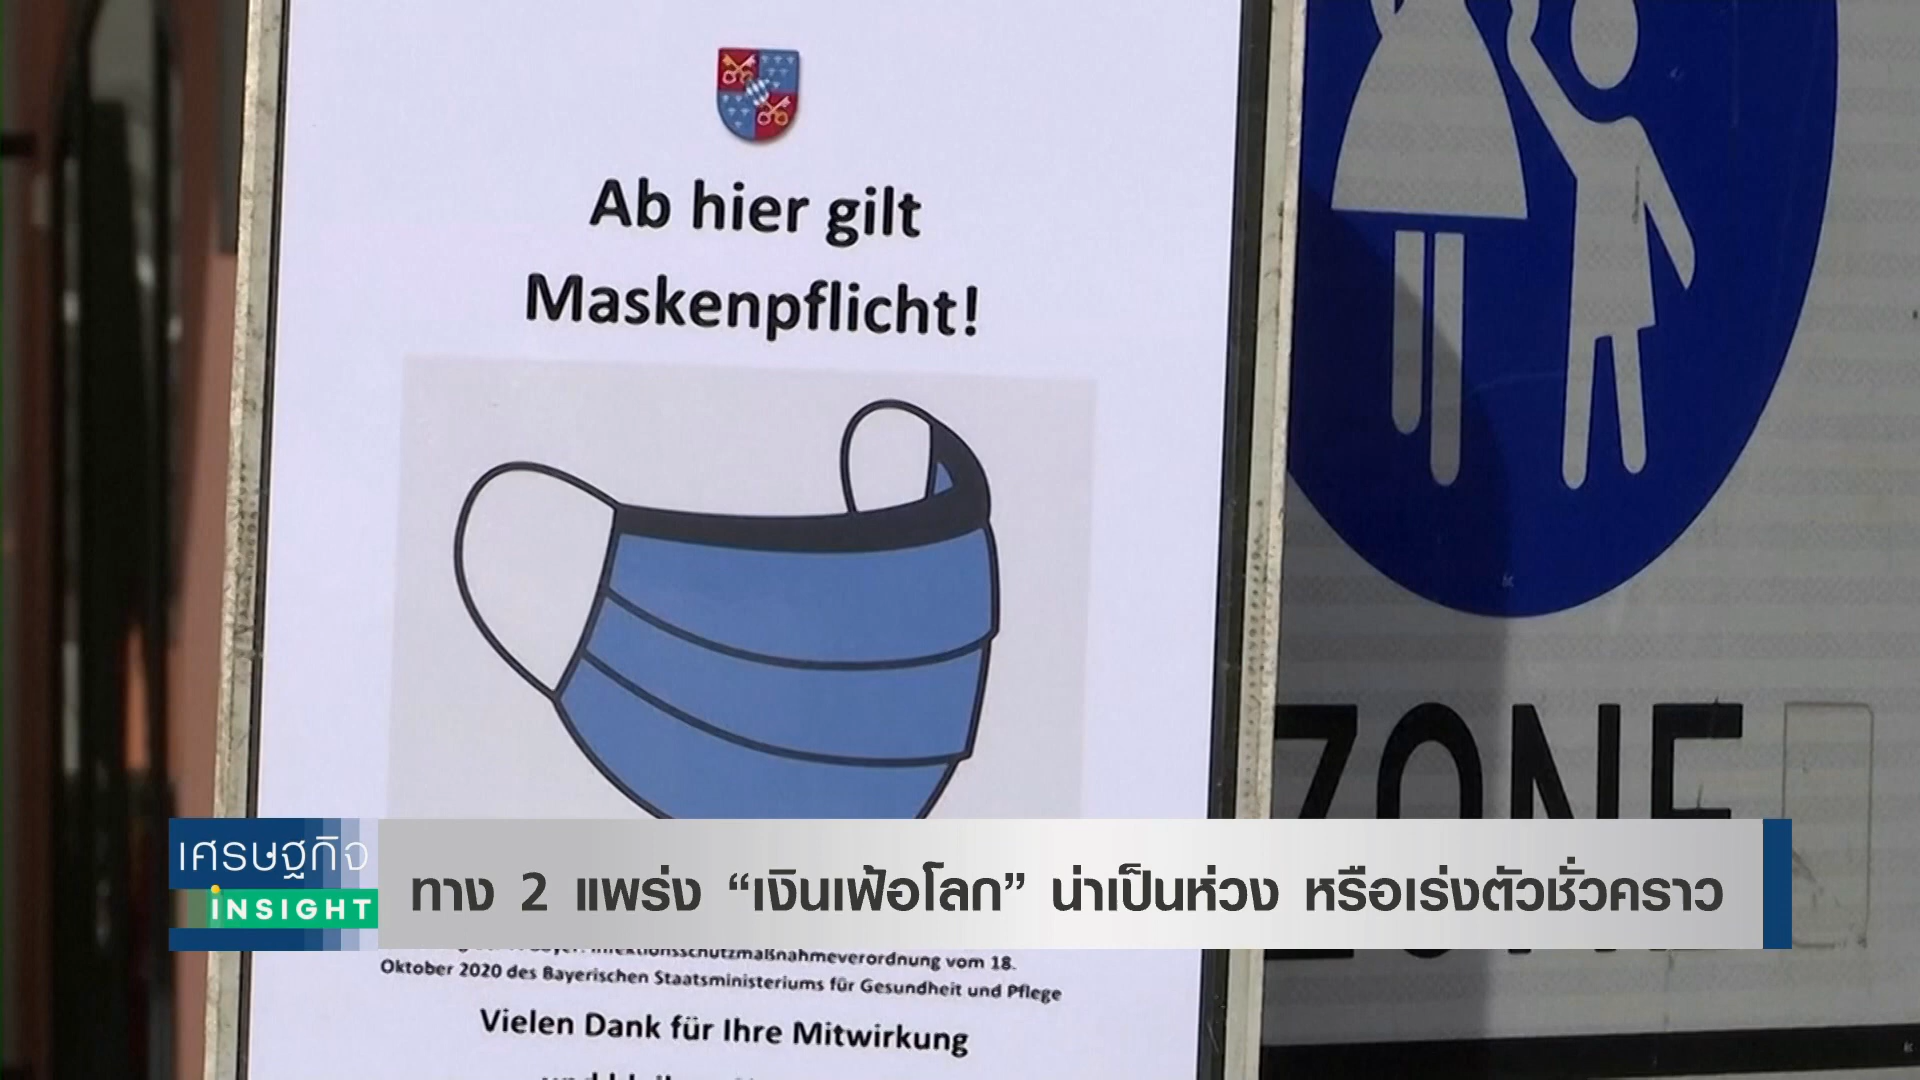 Ab hier gilt
Maskenpflicht!
ZONE
เศรษฐกิจ
INSIGHT
ทาง 2 แพร่ง “เงินเฟ้อโลก” น่าเป็นห่วง หรือเร่งตัวชั่วคราว
Infektionsschutzmaßnahmeverordnung vom 18.
Oktober 2020 des Bayerischen Staatsministeriums für Gesundheit und Pflege
Vielen Dank für Ihre Mitwirkung